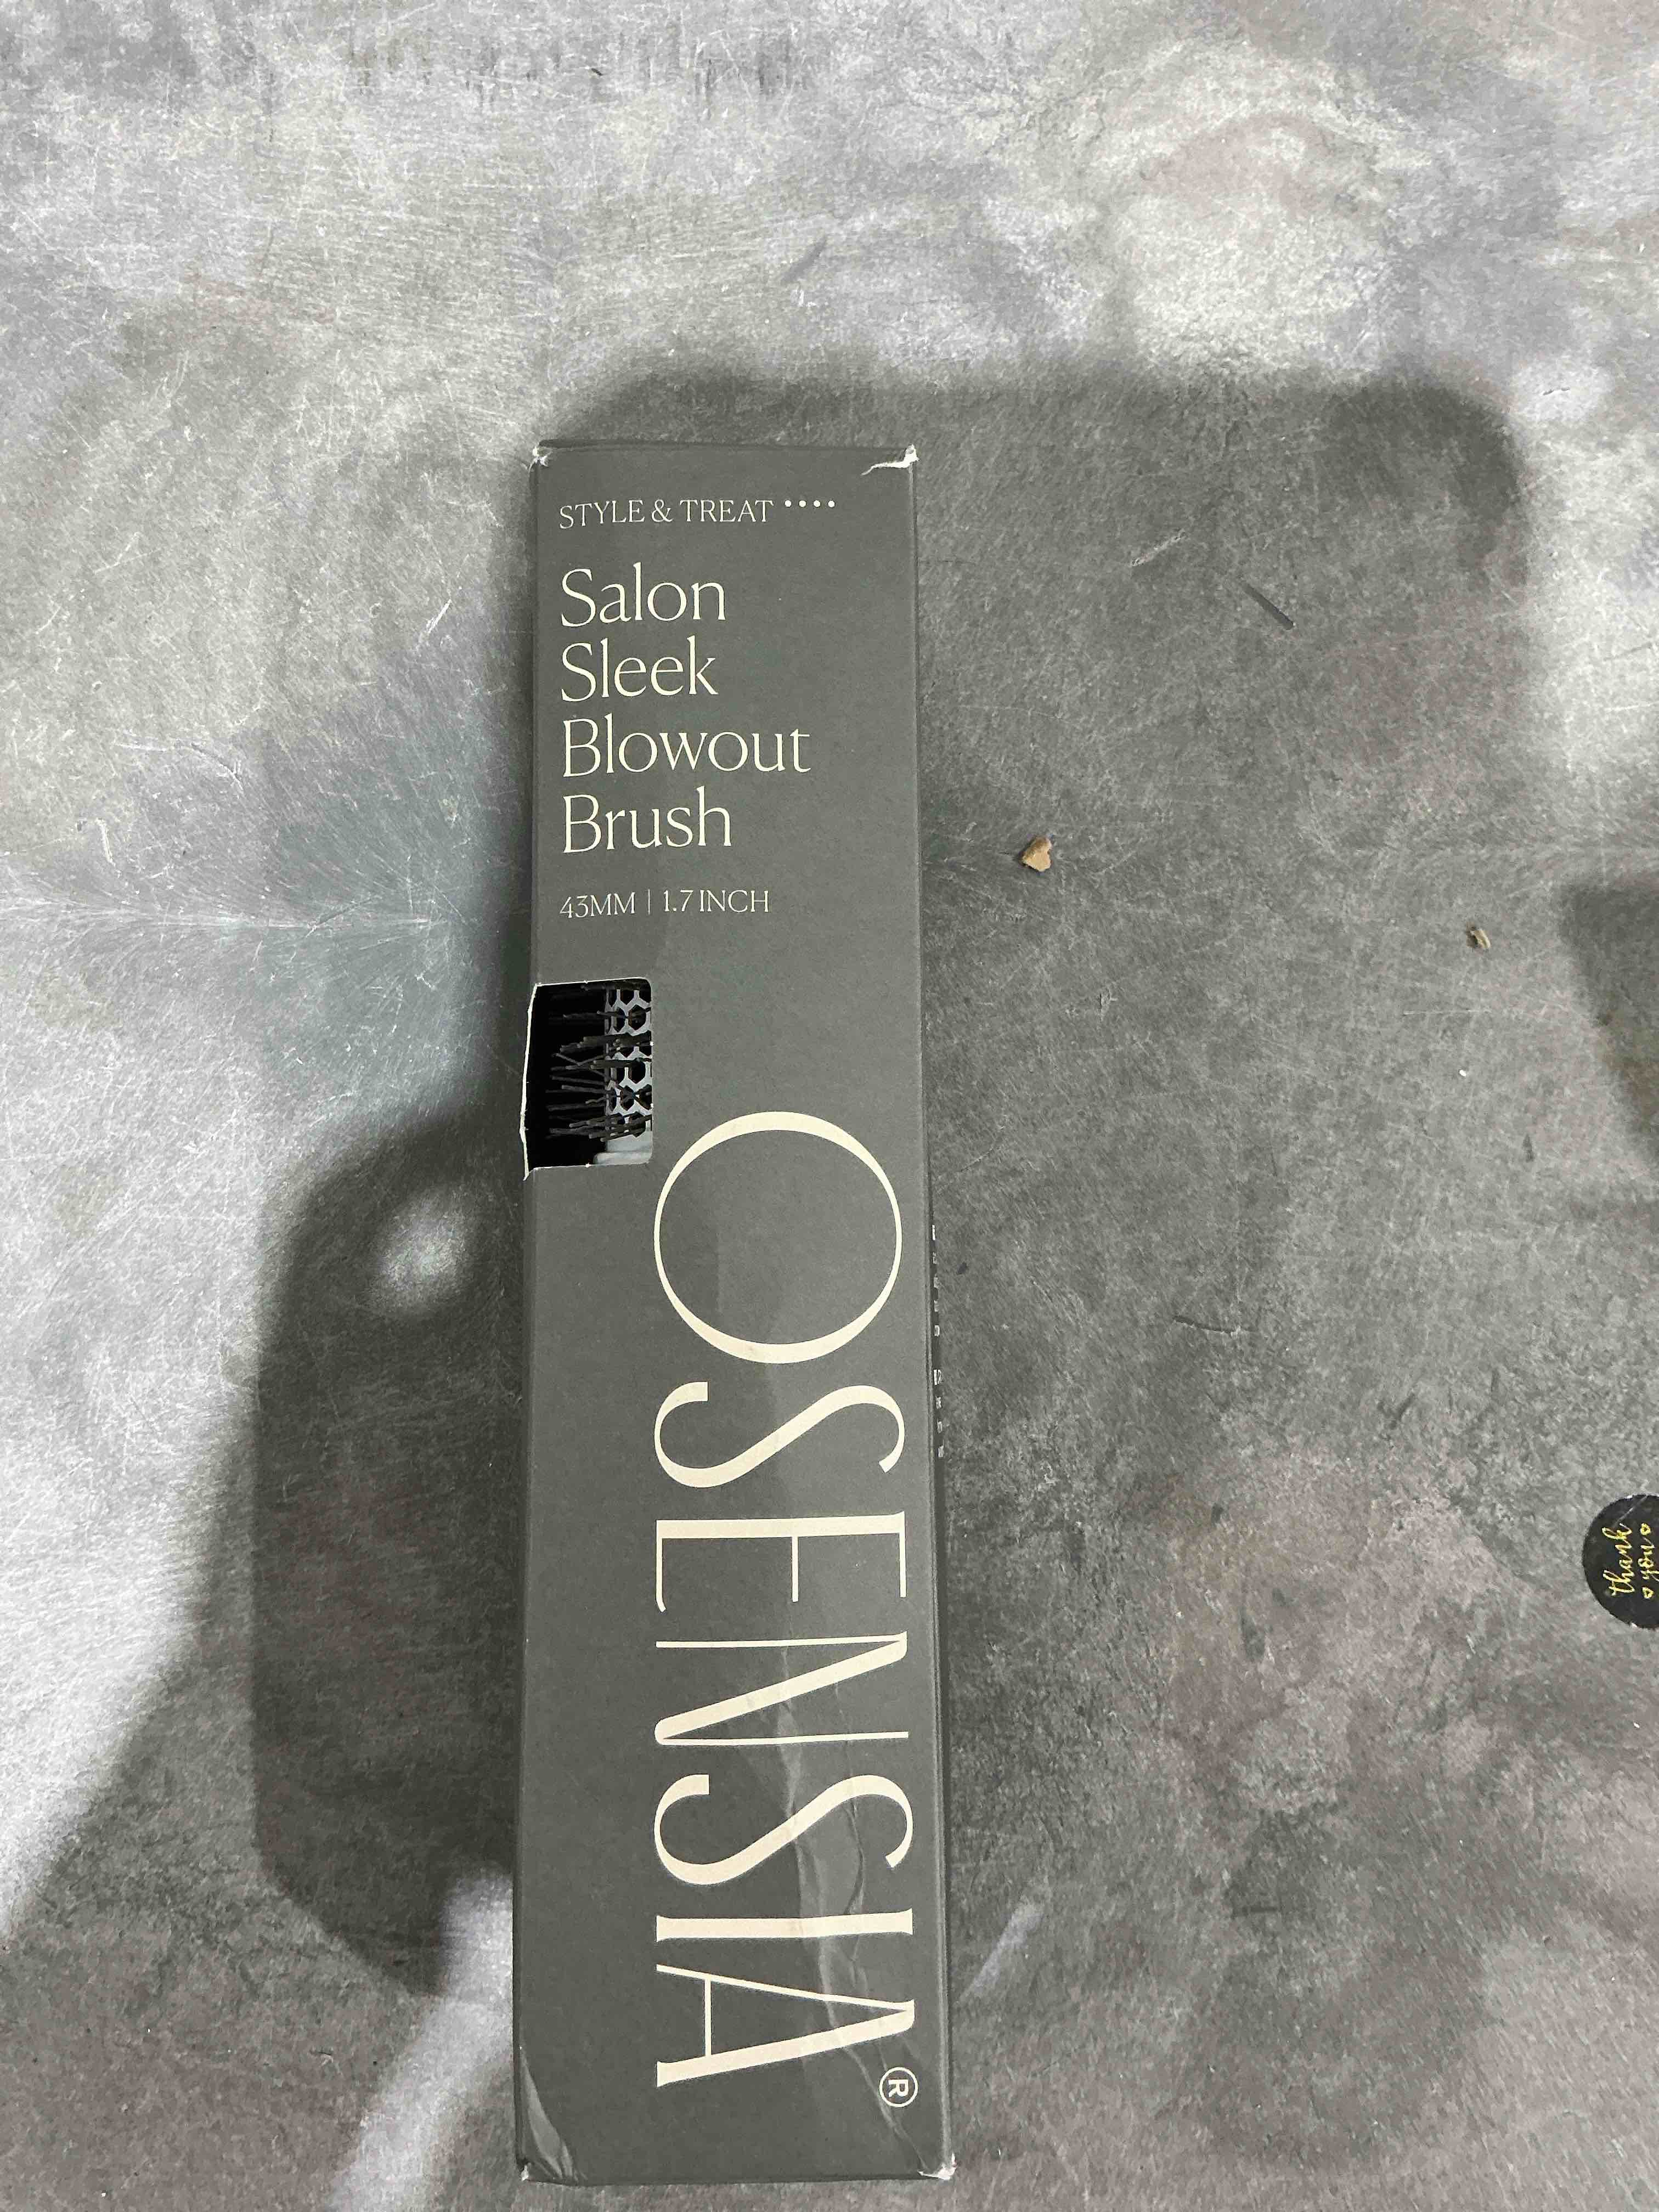 STYLE & TREAT ••••
Salon
Sleek
Blowout
Brush
43MM | 1.7 INCH
OSENSIA®
thank
you